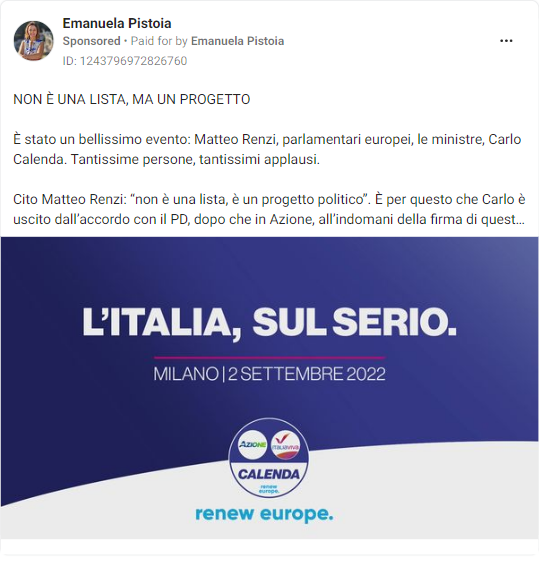 Emanuela Pistoia
Sponsored • Paid for by Emanuela Pistoia
ID: 1243796972826760
NON È UNA LISTA, MA UN PROGETTO
È stato un bellissimo evento: Matteo Renzi, parlamentari europei, le ministre, Carlo
Calenda. Tantissime persone, tantissimi applausi.
Cito Matteo Renzi: “non è una lista, è un progetto politico”. È per questo che Carlo è
uscito dall’accordo con il PD, dopo che in Azione, all’indomani della firma di quest...
L’ITALIA, SUL SERIO.
MILANO | 2 SETTEMBRE 2022
AZIONE
ITALIAVIVA
CALENDA
renew
europe.
renew europe.